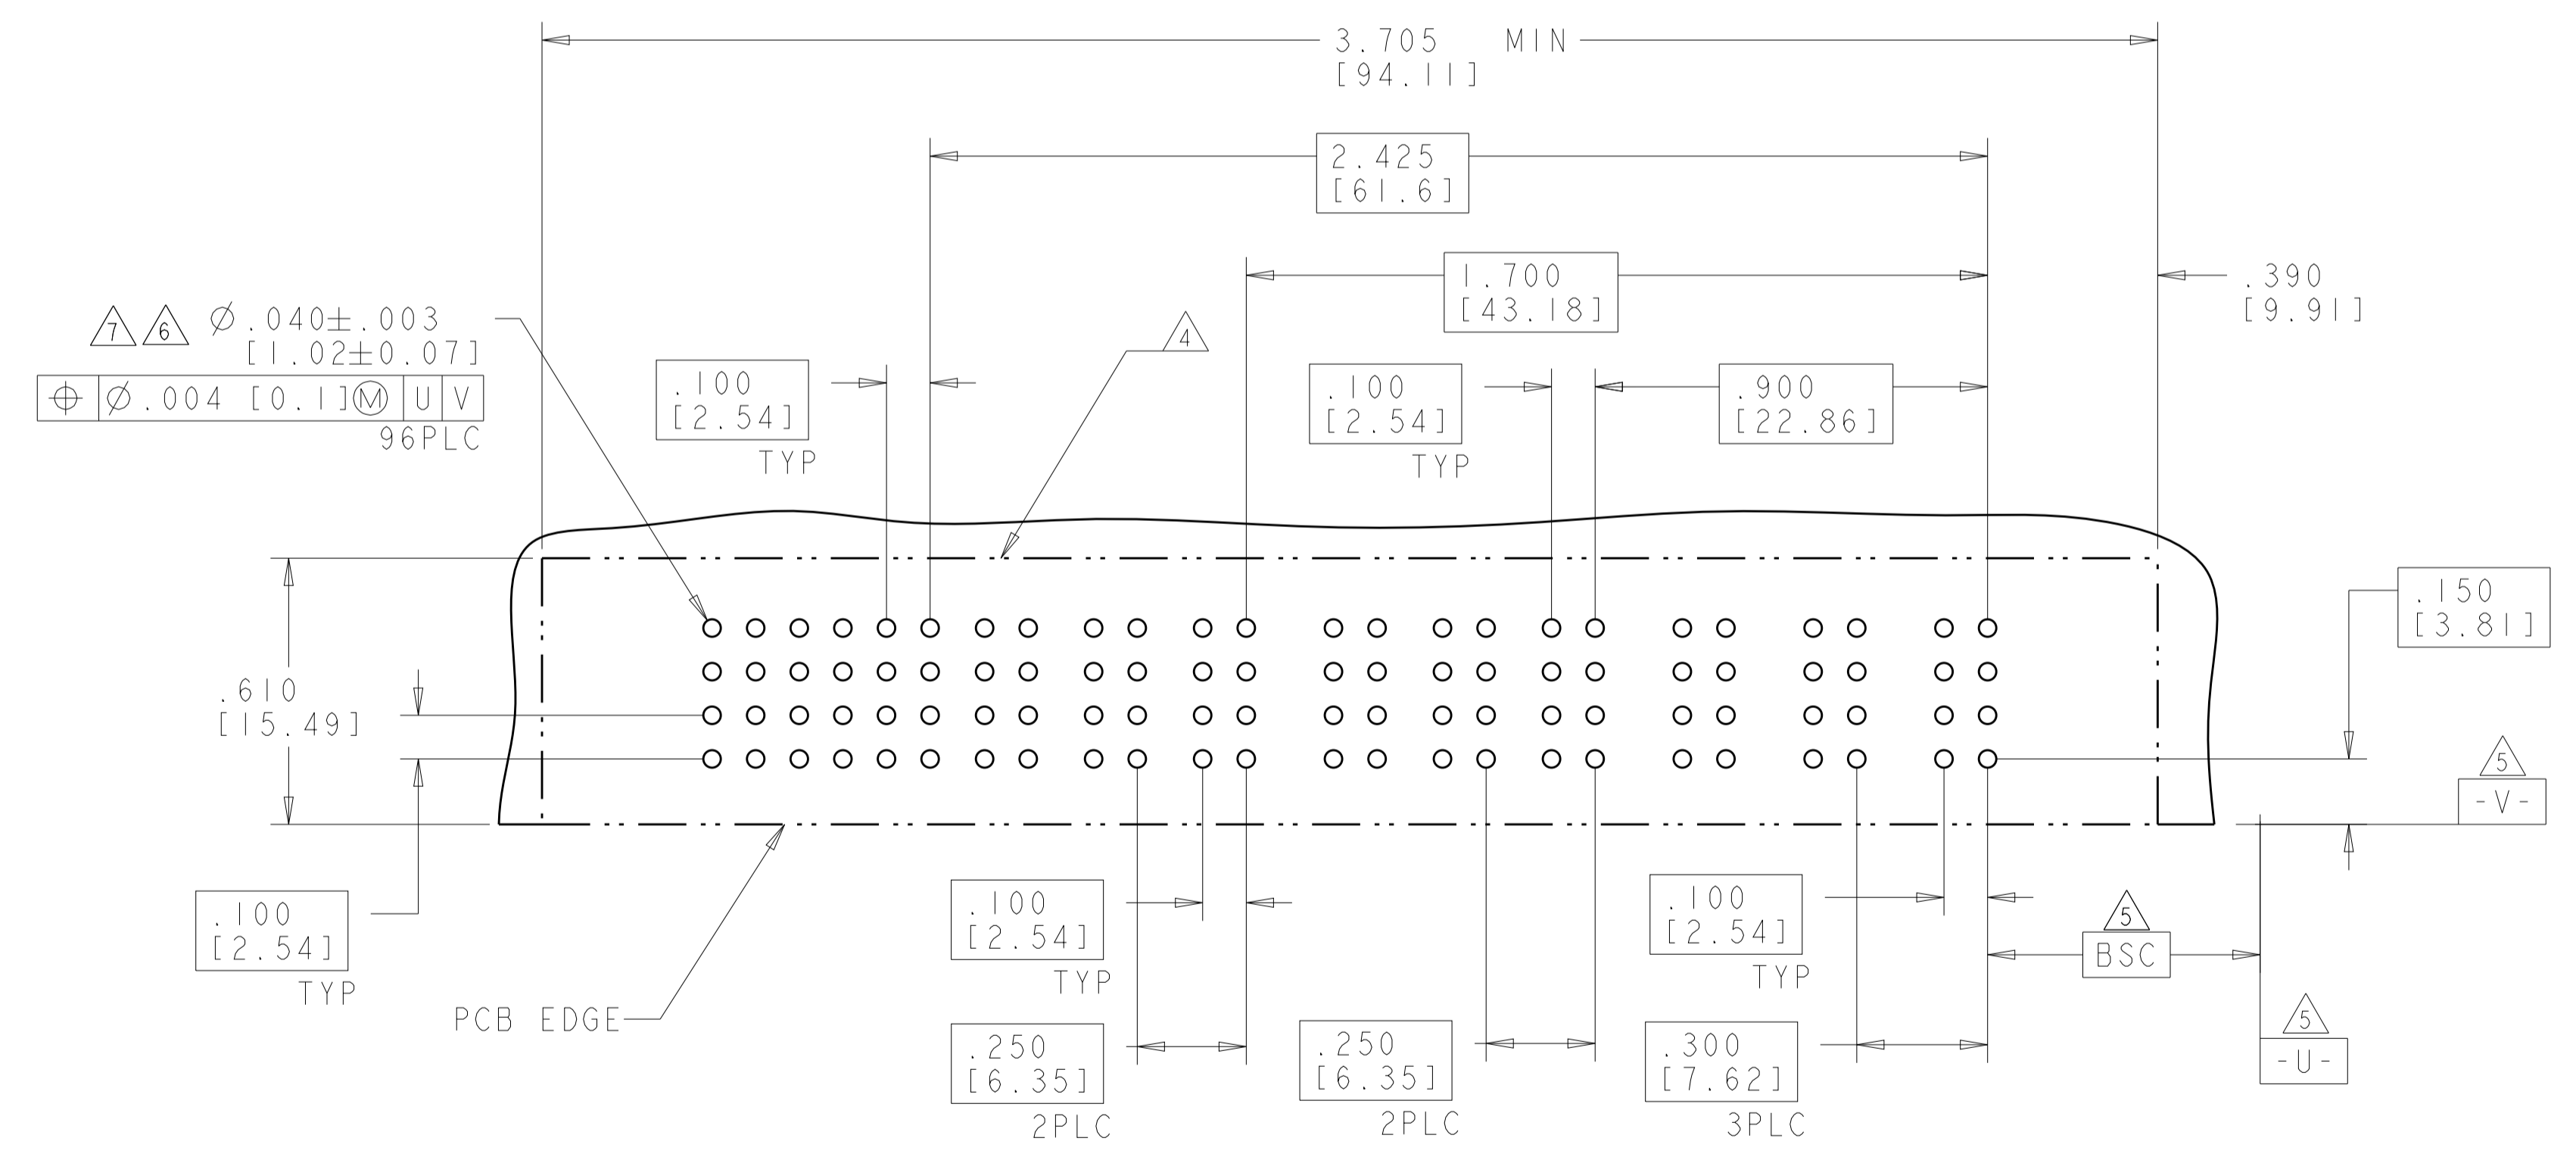 3.705 MIN
[94.11]
2.425
[61.6]
1.700
[43.18]
.390
[9.91]
7 6 Ø.040±.003
[1.02±0.07]
⌖ Ø.004 [0.1]Ⓜ U V
96PLC
.100
[2.54]
TYP
4
.100
[2.54]
TYP
.900
[22.86]
.150
[3.81]
.610
[15.49]
5
-V-
.100
[2.54]
TYP
PCB EDGE
.100
[2.54]
TYP
.250
[6.35]
2PLC
.250
[6.35]
2PLC
.100
[2.54]
TYP
.300
[7.62]
3PLC
5
BSC
5
-U-